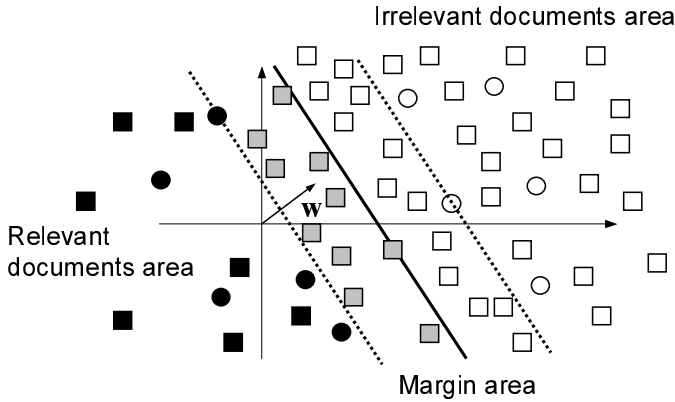 Irrelevant documents area
w
Relevant
documents area
Margin area